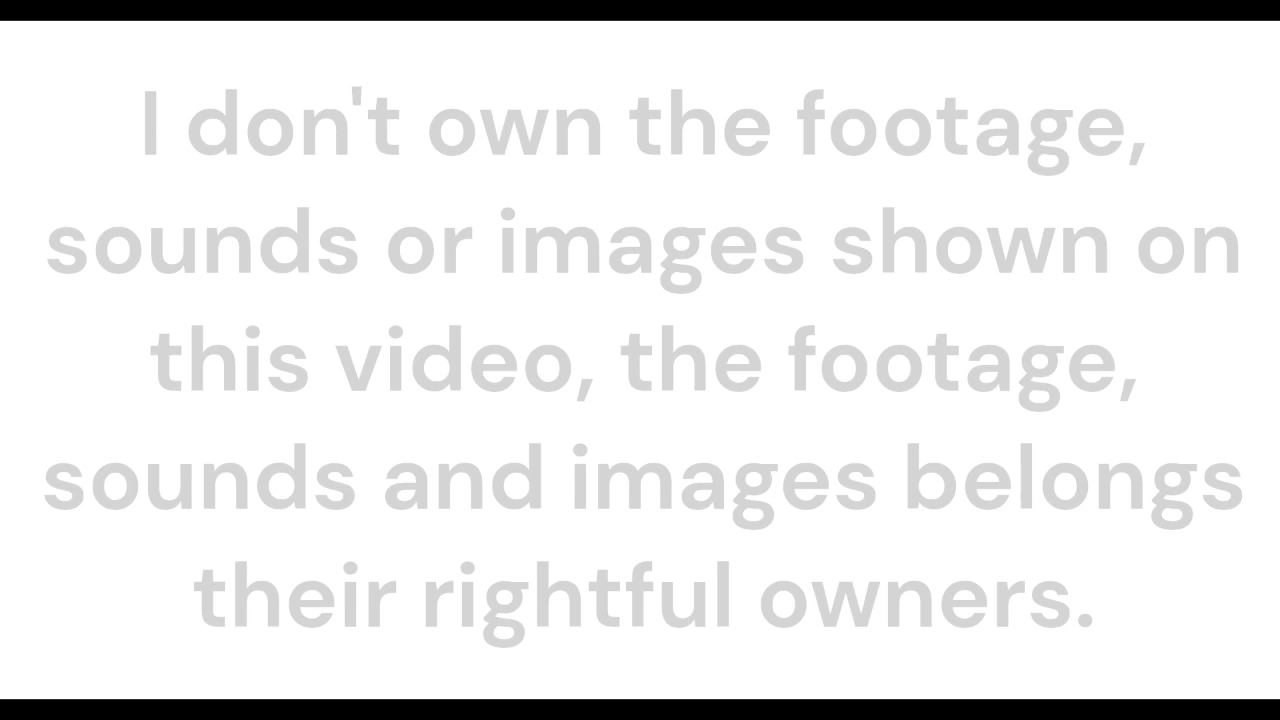 I don't own the footage,
sounds or images shown on
this video, the footage,
sounds and images belongs
their rightful owners.